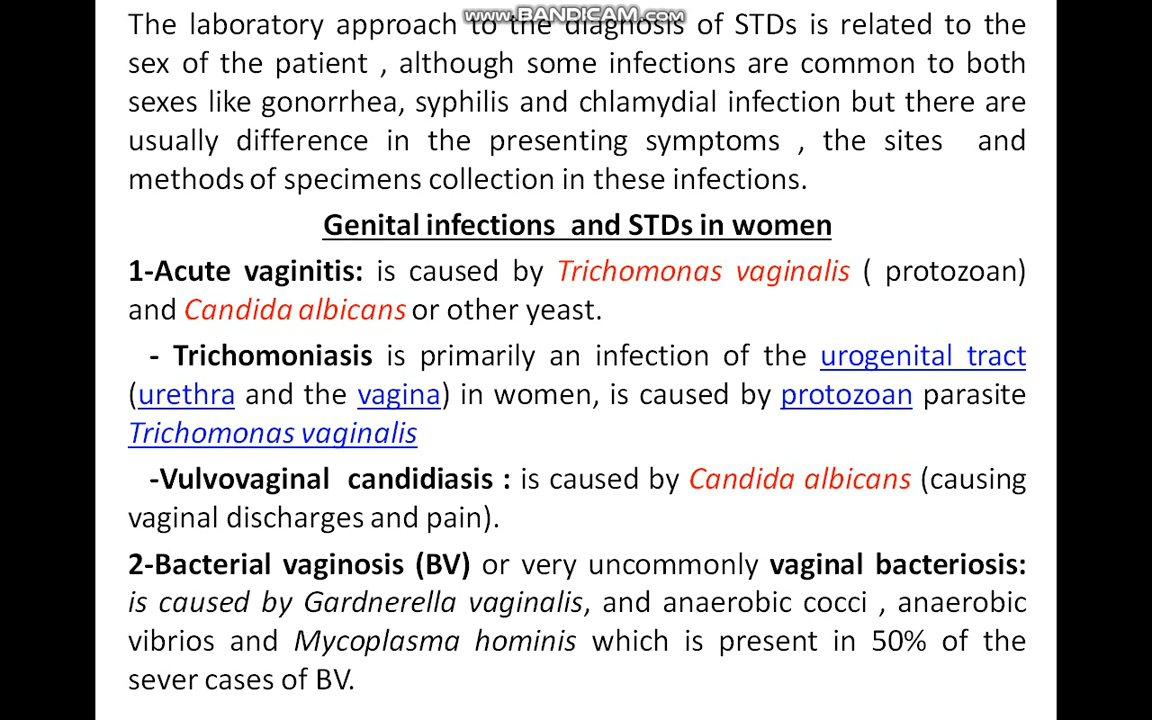 www.BANDICAM.com
The laboratory approach to the diagnosis of STDs is related to the
sex of the patient , although some infections are common to both
sexes like gonorrhea, syphilis and chlamydial infection but there are
usually difference in the presenting symptoms , the sites and
methods of specimens collection in these infections.
Genital infections and STDs in women
1-Acute vaginitis: is caused by Trichomonas vaginalis ( protozoan)
and Candida albicans or other yeast.
- Trichomoniasis is primarily an infection of the urogenital tract
(urethra and the vagina) in women, is caused by protozoan parasite
Trichomonas vaginalis
-Vulvovaginal candidiasis : is caused by Candida albicans (causing
vaginal discharges and pain).
2-Bacterial vaginosis (BV) or very uncommonly vaginal bacteriosis:
is caused by Gardnerella vaginalis, and anaerobic cocci , anaerobic
vibrios and Mycoplasma hominis which is present in 50% of the
sever cases of BV.